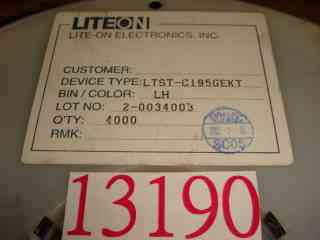 LITEON
LITE-ON ELECTRONICS, INC.
CUSTOMER:
DEVICE TYPE: LTST-C195GEKT
BIN / COLOR: LH
LOT NO: 2-0034003
Q'TY: 4000
RMK:
SC05
13190